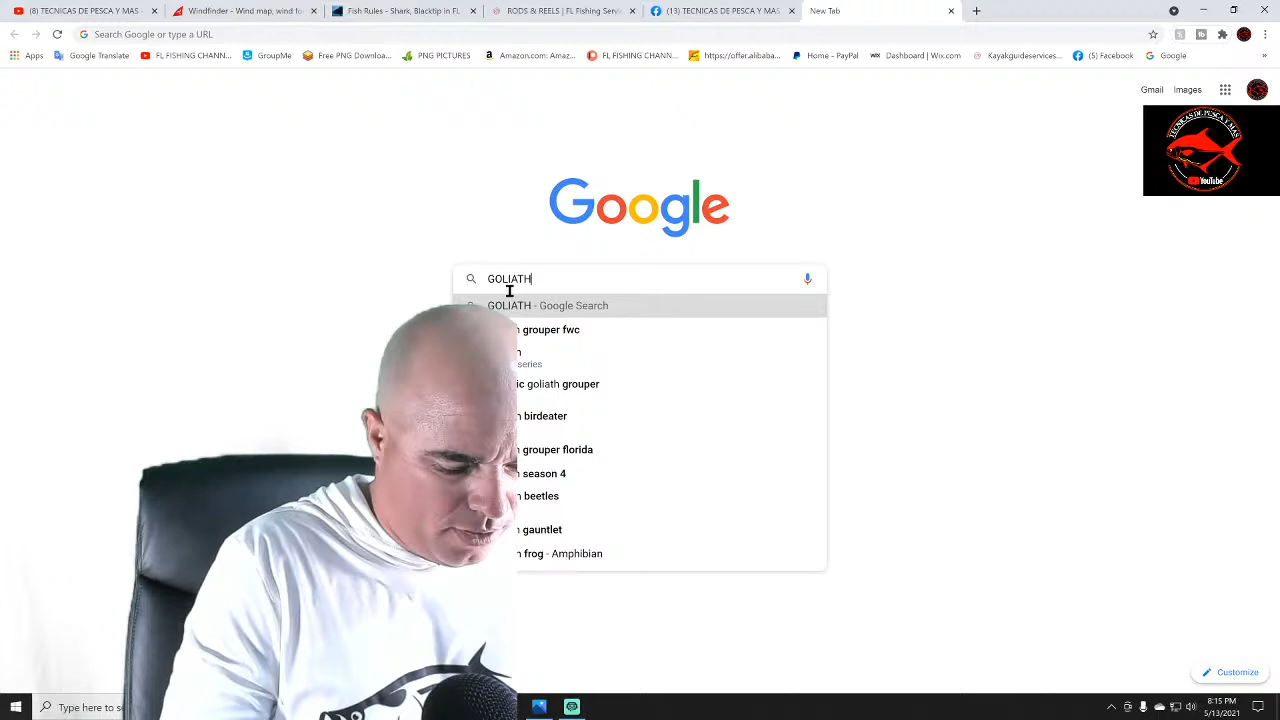 (8) TECNICAS DE PESCA Y MAS -
Windfinder - Wind map, wind fo
Fish Rules - Shark, Blacktip in Fl.
RODS & REELS | FL Fishing Serv
(13) TECNICAS DE PESCA Y MAS
New Tab
Search Google or type a URL
Apps
Google Translate
FL FISHING CHANN...
GroupMe
Free PNG Downloa...
PNG PICTURES
Amazon.com: Amaz...
FL FISHING CHANN...
https://offer.alibaba...
Home - PayPal
WIX Dashboard | Wix.com
Kayakguideservices...
(5) Facebook
Google
»
Gmail
Images
TECNICAS DE PESCA Y MAS
YouTube
Google
GOLIATH
GOLIATH - Google Search
n grouper fwc
n
series
ic goliath grouper
n birdeater
n grouper florida
n season 4
n beetles
n gauntlet
n frog - Amphibian
Customize
Type here to s
8:15 PM
5/13/2021